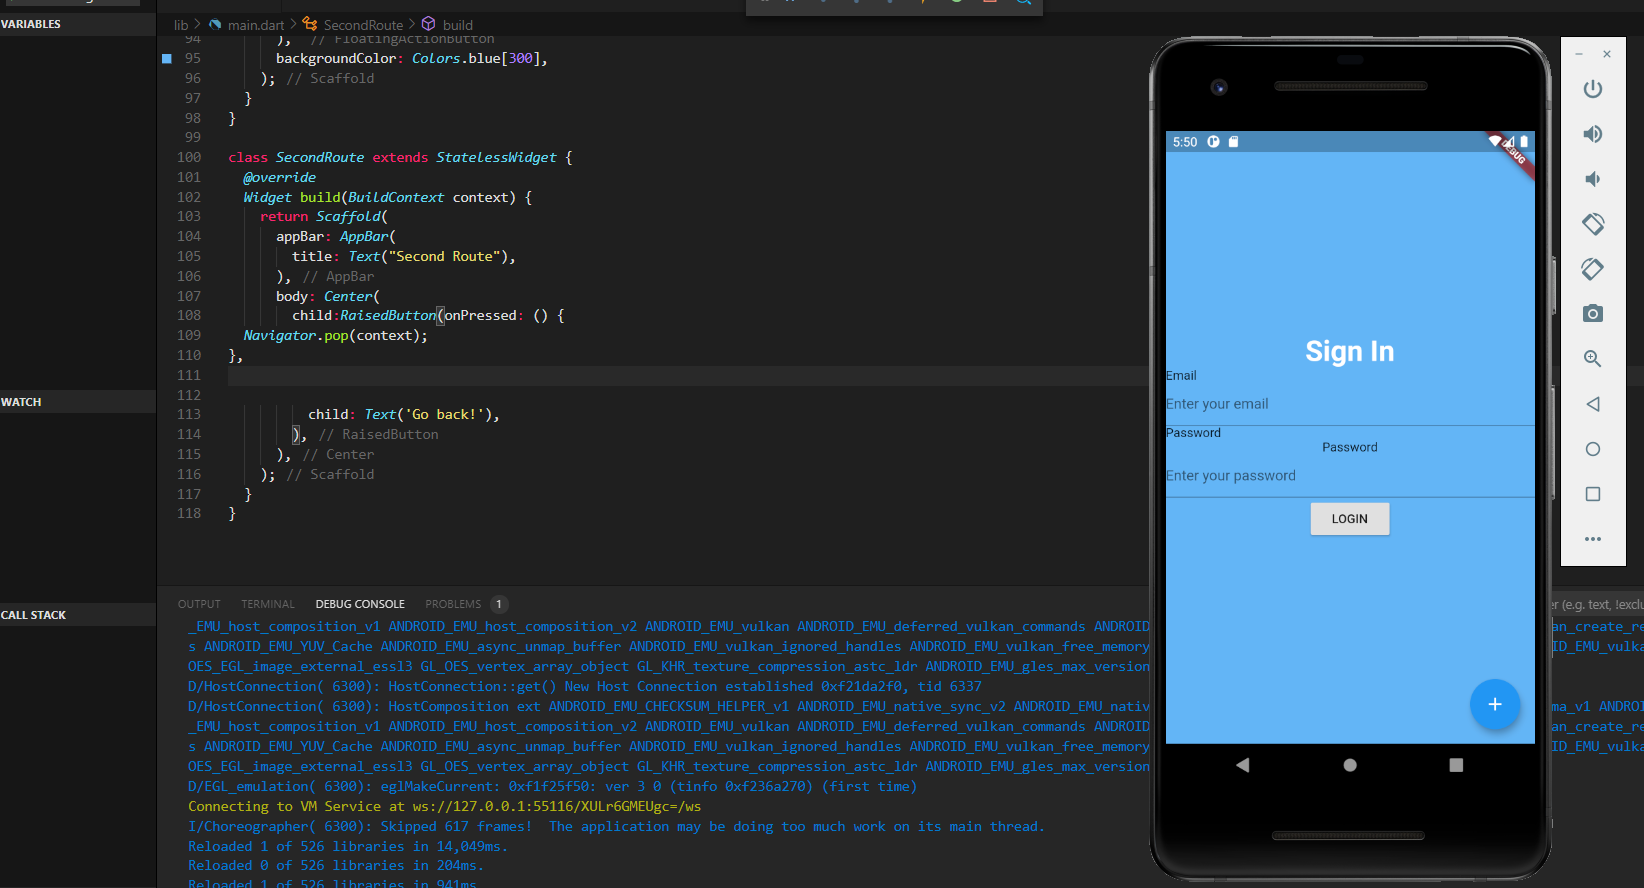 VARIABLES
lib > main.dart > SecondRoute > build
94 ), // FloatingActionButton
95 backgroundColor: Colors.blue[300],
96 ); // Scaffold
97 }
98 }
99
100 class SecondRoute extends StatelessWidget {
101 @override
102 Widget build(BuildContext context) {
103 return Scaffold(
104 appBar: AppBar(
105 title: Text("Second Route"),
106 ), // AppBar
107 body: Center(
108 child:RaisedButton(onPressed: () {
109 Navigator.pop(context);
110 },
111
112
113 child: Text('Go back!'),
114 ), // RaisedButton
115 ), // Center
116 ); // Scaffold
117 }
118 }
WATCH
CALL STACK
OUTPUT TERMINAL DEBUG CONSOLE PROBLEMS 1
er (e.g. text, !exclu
_EMU_host_composition_v1 ANDROID_EMU_host_composition_v2 ANDROID_EMU_vulkan ANDROID_EMU_deferred_vulkan_commands ANDROID an_create_re
s ANDROID_EMU_YUV_Cache ANDROID_EMU_async_unmap_buffer ANDROID_EMU_vulkan_ignored_handles ANDROID_EMU_vulkan_free_memory ID_EMU_vulka
OES_EGL_image_external_essl3 GL_OES_vertex_array_object GL_KHR_texture_compression_astc_ldr ANDROID_EMU_gles_max_version
D/HostConnection( 6300): HostConnection::get() New Host Connection established 0xf21da2f0, tid 6337
D/HostConnection( 6300): HostComposition ext ANDROID_EMU_CHECKSUM_HELPER_v1 ANDROID_EMU_native_sync_v2 ANDROID_EMU_nativ ma_v1 ANDROI
_EMU_host_composition_v1 ANDROID_EMU_host_composition_v2 ANDROID_EMU_vulkan ANDROID_EMU_deferred_vulkan_commands ANDROID an_create_re
s ANDROID_EMU_YUV_Cache ANDROID_EMU_async_unmap_buffer ANDROID_EMU_vulkan_ignored_handles ANDROID_EMU_vulkan_free_memory ID_EMU_vulka
OES_EGL_image_external_essl3 GL_OES_vertex_array_object GL_KHR_texture_compression_astc_ldr ANDROID_EMU_gles_max_version
D/EGL_emulation( 6300): eglMakeCurrent: 0xf1f25f50: ver 3 0 (tinfo 0xf236a270) (first time)
Connecting to VM Service at ws://127.0.0.1:55116/XULr6GMEUgc=/ws
I/Choreographer( 6300): Skipped 617 frames! The application may be doing too much work on its main thread.
Reloaded 1 of 526 libraries in 14,049ms.
Reloaded 0 of 526 libraries in 204ms.
Reloaded 1 of 526 libraries in 941ms
5:50
DEBUG
Sign In
Email
Enter your email
Password
Password
Enter your password
LOGIN